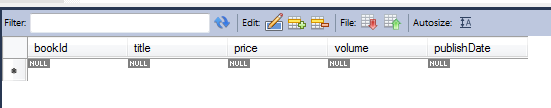 Filter: Edit: File: Autosize:
bookId title price volume publishDate
NULL NULL NULL NULL NULL